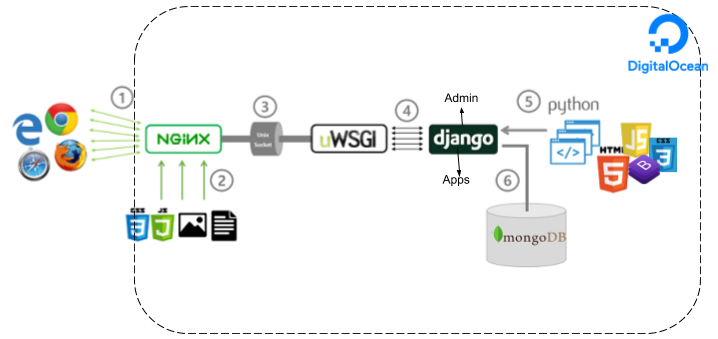 DigitalOcean
1
3
4
5
python
Admin
NGINX
Unix
Socket
uWSGI
django
</>
JS
CSS
3
HTML
5
B
2
Apps
6
CSS
3
JS
mongoDB